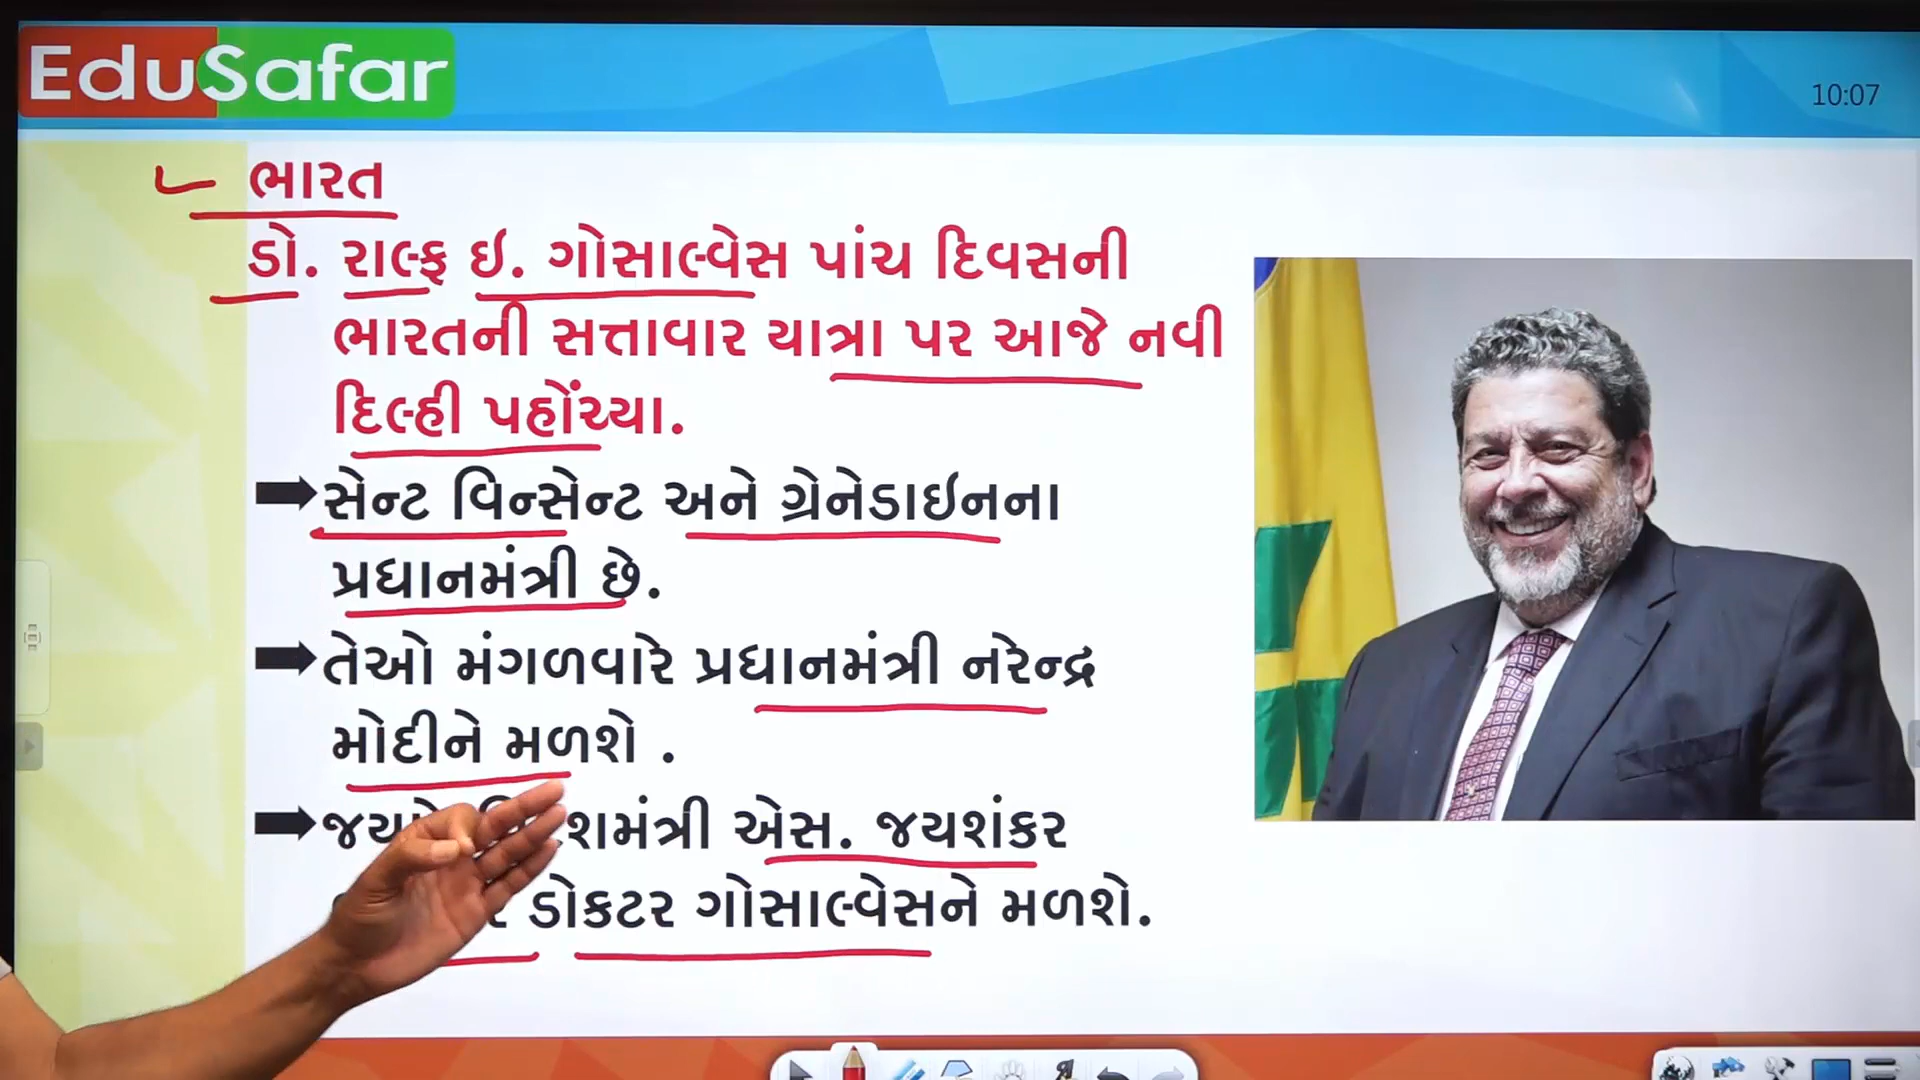 EduSafar
10:07
ભારત
ડો. રાલ્ફ ઇ. ગોસાલ્વેસ પાંચ દિવસની
ભારતની સત્તાવાર યાત્રા પર આજે નવી
દિલ્હી પહોંચ્યા.
સેન્ટ વિન્સેન્ટ અને ગ્રેનેડાઇનના
પ્રધાનમંત્રી છે.
તેઓ મંગળવારે પ્રધાનમંત્રી નરેન્દ્ર
મોદીને મળશે .
એસ. જયશંકર
ડોકટર ગોસાલ્વેસને મળશે.